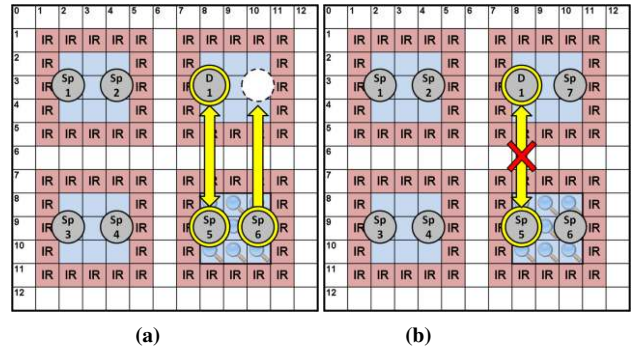 0 1 2 3 4 5 6 7 8 9 10 11 12
1 IR IR IR IR IR IR IR IR IR IR
2 IR IR IR IR
3 IR Sp 1 Sp 2 IR IR D 1 IR
4 IR IR IR IR
5 IR IR IR IR IR IR IR IR
6
7 IR IR IR IR IR IR IR IR
8 IR IR IR IR
9 IR Sp 3 Sp 4 IR IR Sp 5 Sp 6 IR
10 IR IR IR IR
11 IR IR IR IR IR IR IR IR IR IR
12
(a)
0 1 2 3 4 5 6 7 8 9 10 11 12
1 IR IR IR IR IR IR IR IR IR IR
2 IR IR IR IR
3 IR Sp 1 Sp 2 IR IR D 1 Sp 7 IR
4 IR IR IR IR
5 IR IR IR IR IR IR IR IR IR
6
7 IR IR IR IR IR IR IR IR IR
8 IR IR IR IR
9 IR Sp 3 Sp 4 IR IR Sp 5 Sp 6 IR
10 IR IR IR IR
11 IR IR IR IR IR IR IR IR IR IR
12
(b)